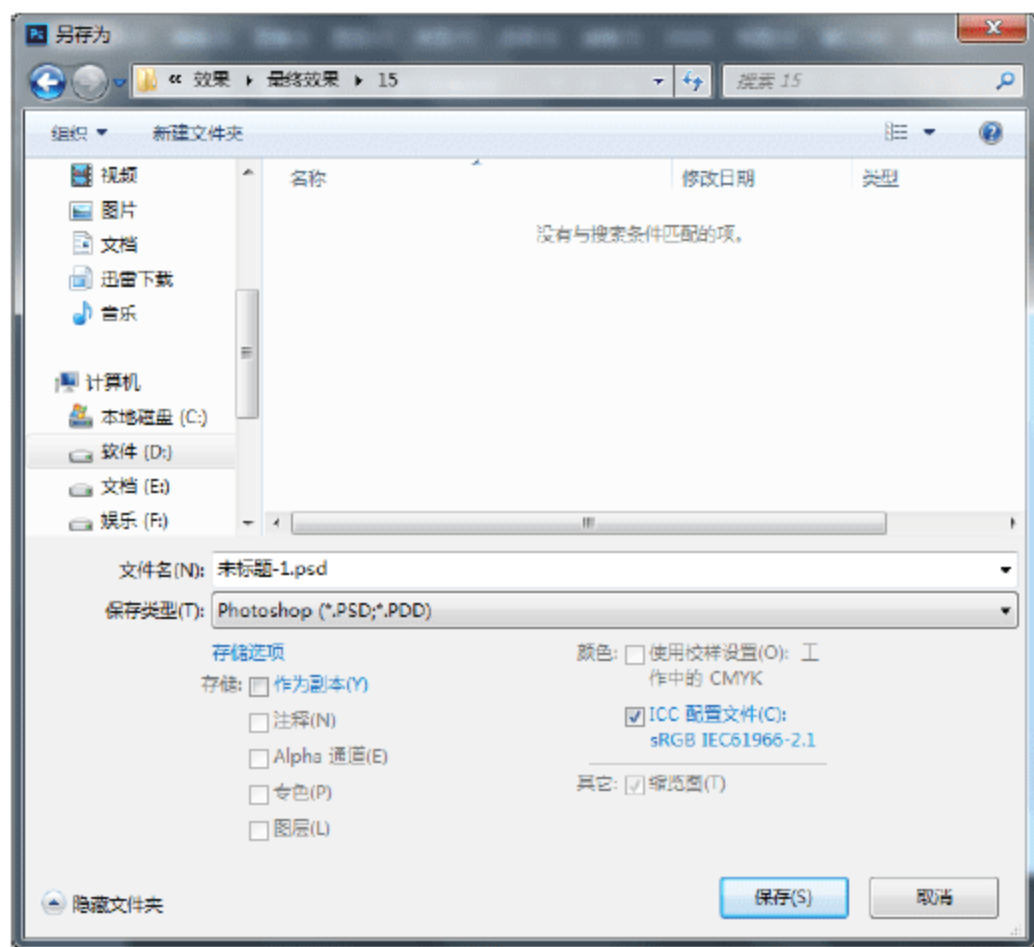 Ps 另存为
« 效果 ▸ 最终效果 ▸ 15
搜索 15
组织 ▼ 新建文件夹
视频
图片
文档
迅雷下载
音乐
计算机
本地磁盘 (C:)
软件 (D:)
文档 (E:)
娱乐 (F:)
名称 修改日期 类型
没有与搜索条件匹配的项。
文件名(N): 未标题-1.psd
保存类型(T): Photoshop (*.PSD;*.PDD)
存储选项
存储: 作为副本(Y)
注释(N)
Alpha 通道(E)
专色(P)
图层(L)
颜色: 使用校样设置(O): 工
作中的 CMYK
ICC 配置文件(C):
sRGB IEC61966-2.1
其它: 缩览图(T)
隐藏文件夹
保存(S) 取消